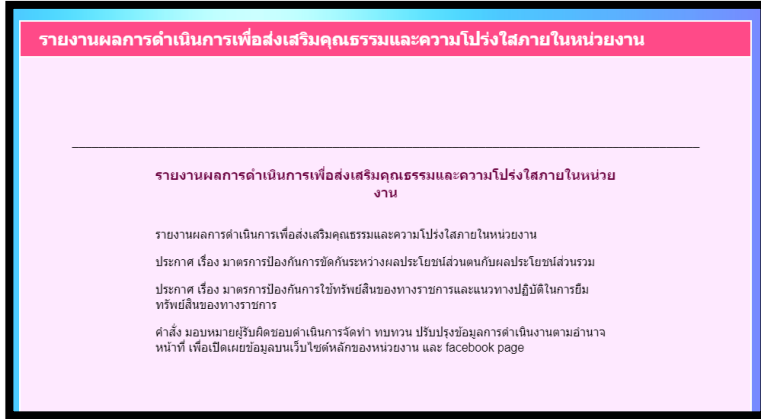 รายงานผลการดำเนินการเพื่อส่งเสริมคุณธรรมและความโปร่งใสภายในหน่วยงาน
รายงานผลการดำเนินการเพื่อส่งเสริมคุณธรรมและความโปร่งใสภายในหน่วย
งาน
รายงานผลการดำเนินการเพื่อส่งเสริมคุณธรรมและความโปร่งใสภายในหน่วยงาน
ประกาศ เรื่อง มาตรการป้องกันการขัดกันระหว่างผลประโยชน์ส่วนตนกับผลประโยชน์ส่วนรวม
ประกาศ เรื่อง มาตรการป้องกันการใช้ทรัพย์สินของทางราชการและแนวทางปฏิบัติในการยืม
ทรัพย์สินของทางราชการ
คำสั่ง มอบหมายผู้รับผิดชอบดำเนินการจัดทำ ทบทวน ปรับปรุงข้อมูลการดำเนินงานตามอำนาจ
หน้าที่ เพื่อเปิดเผยข้อมูลบนเว็บไซต์หลักของหน่วยงาน และ facebook page